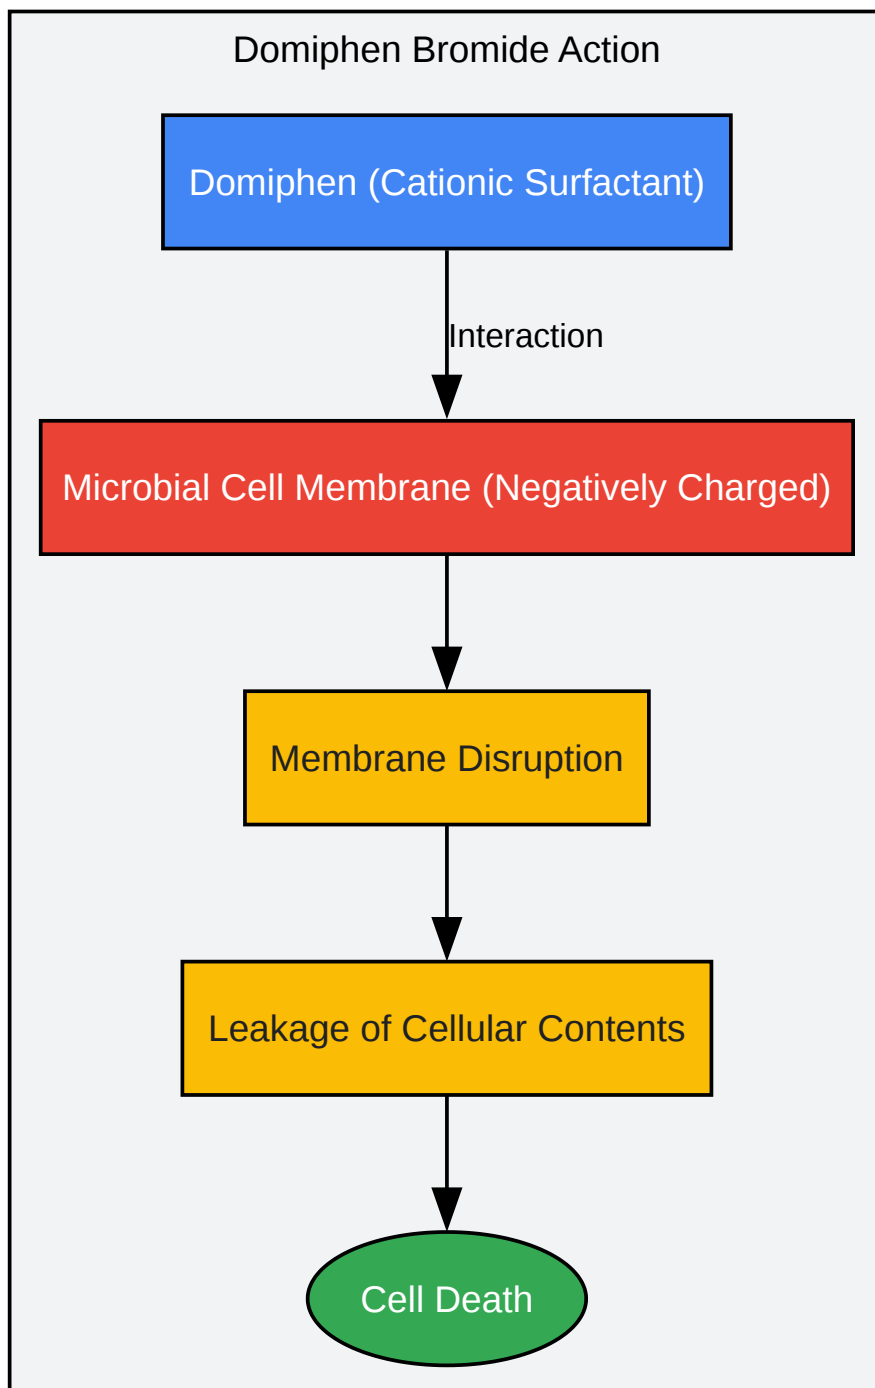 Domiphen Bromide Action
Domiphen (Cationic Surfactant)
Interaction
Microbial Cell Membrane (Negatively Charged)
Membrane Disruption
Leakage of Cellular Contents
Cell Death